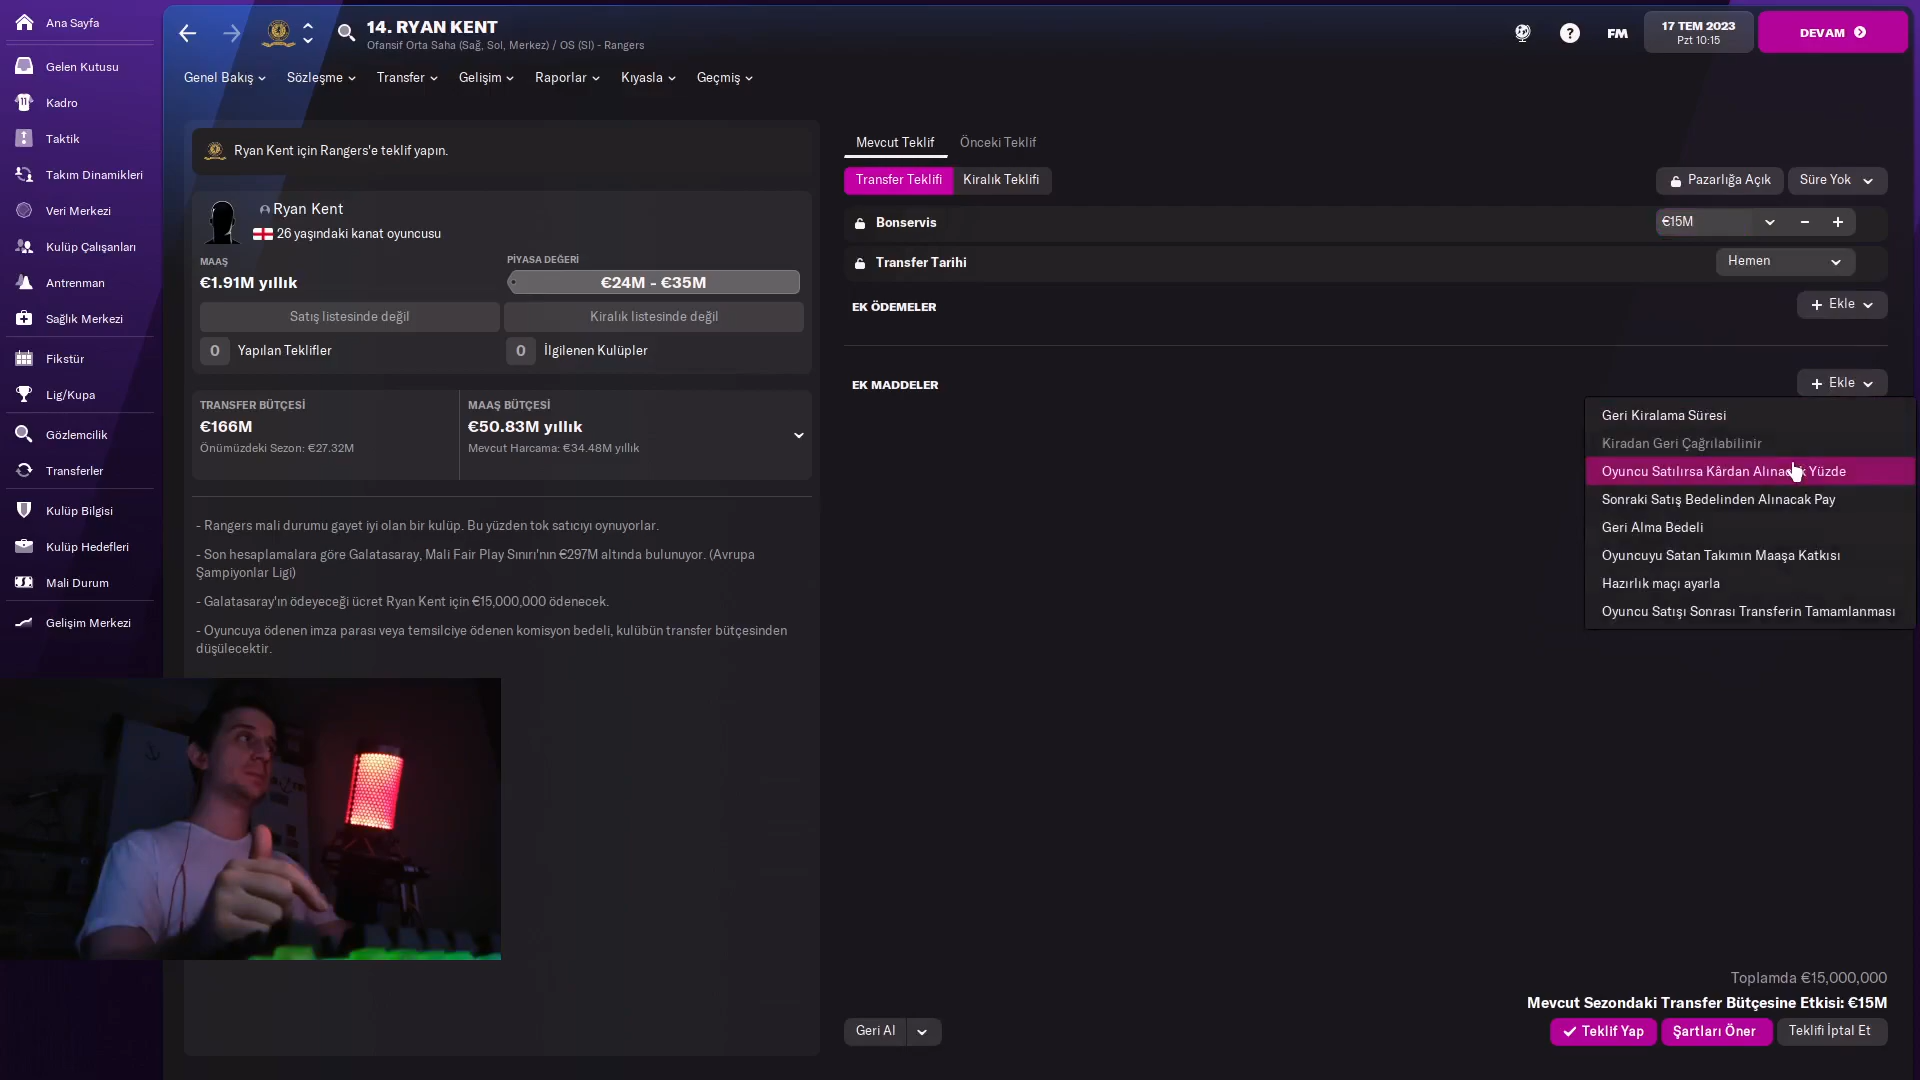 Ana Sayfa
Gelen Kutusu
Kadro
Taktik
Takım Dinamikleri
Veri Merkezi
Kulüp Çalışanları
Antrenman
Sağlık Merkezi
Fikstür
Lig/Kupa
Gözlemcilik
Transferler
Kulüp Bilgisi
Kulüp Hedefleri
Mali Durum
Gelişim Merkezi
14. RYAN KENT
Ofansif Orta Saha (Sağ, Sol, Merkez) / OS (Sl) - Rangers
FM
17 TEM 2023
Pzt 10:15
DEVAM
Genel Bakış
Sözleşme
Transfer
Gelişim
Raporlar
Kıyasla
Geçmiş
Ryan Kent için Rangers'e teklif yapın.
Ryan Kent
26 yaşındaki kanat oyuncusu
MAAŞ
€1.91M yıllık
PİYASA DEĞERİ
€24M - €35M
Satış listesinde değil
Kiralık listesinde değil
0 Yapılan Teklifler
0 İlgilenen Kulüpler
TRANSFER BÜTÇESİ
€166M
Önümüzdeki Sezon: €27.32M
MAAŞ BÜTÇESİ
€50.83M yıllık
Mevcut Harcama: €34.48M yıllık
- Rangers mali durumu gayet iyi olan bir kulüp. Bu yüzden tok satıcıyı oynuyorlar.
- Son hesaplamalara göre Galatasaray, Mali Fair Play Sınırı'nın €297M altında bulunuyor. (Avrupa
Şampiyonlar Ligi)
- Galatasaray'ın ödeyeceği ücret Ryan Kent için €15,000,000 ödenecek.
- Oyuncuya ödenen imza parası veya temsilciye ödenen komisyon bedeli, kulübün transfer bütçesinden
düşülecektir.
Mevcut Teklif
Önceki Teklif
Transfer Teklifi
Kiralık Teklifi
Pazarlığa Açık
Süre Yok
Bonservis
€15M
Transfer Tarihi
Hemen
EK ÖDEMELER
Ekle
EK MADDELER
Ekle
Geri Kiralama Süresi
Kiradan Geri Çağrılabilinir
Oyuncu Satılırsa Kârdan Alınacak Yüzde
Sonraki Satış Bedelinden Alınacak Pay
Geri Alma Bedeli
Oyuncuyu Satan Takımın Maaşa Katkısı
Hazırlık maçı ayarla
Oyuncu Satışı Sonrası Transferin Tamamlanması
Toplamda €15,000,000
Mevcut Sezondaki Transfer Bütçesine Etkisi: €15M
Geri Al
Teklif Yap
Şartları Öner
Teklifi İptal Et